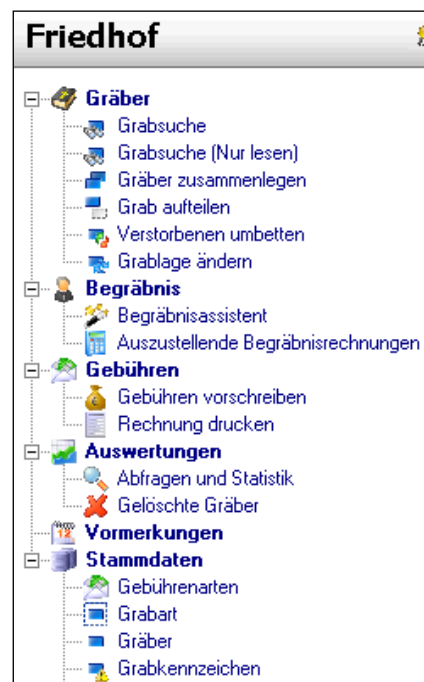 Friedhof
Gräber
Grabsuche
Grabsuche (Nur lesen)
Gräber zusammenlegen
Grab aufteilen
Verstorbenen umbetten
Grablage ändern
Begräbnis
Begräbnisassistent
Auszustellende Begräbnisrechnungen
Gebühren
Gebühren vorschreiben
Rechnung drucken
Auswertungen
Abfragen und Statistik
Gelöschte Gräber
12 Vormerkungen
Stammdaten
Gebührenarten
Grabart
Gräber
Grabkennzeichen